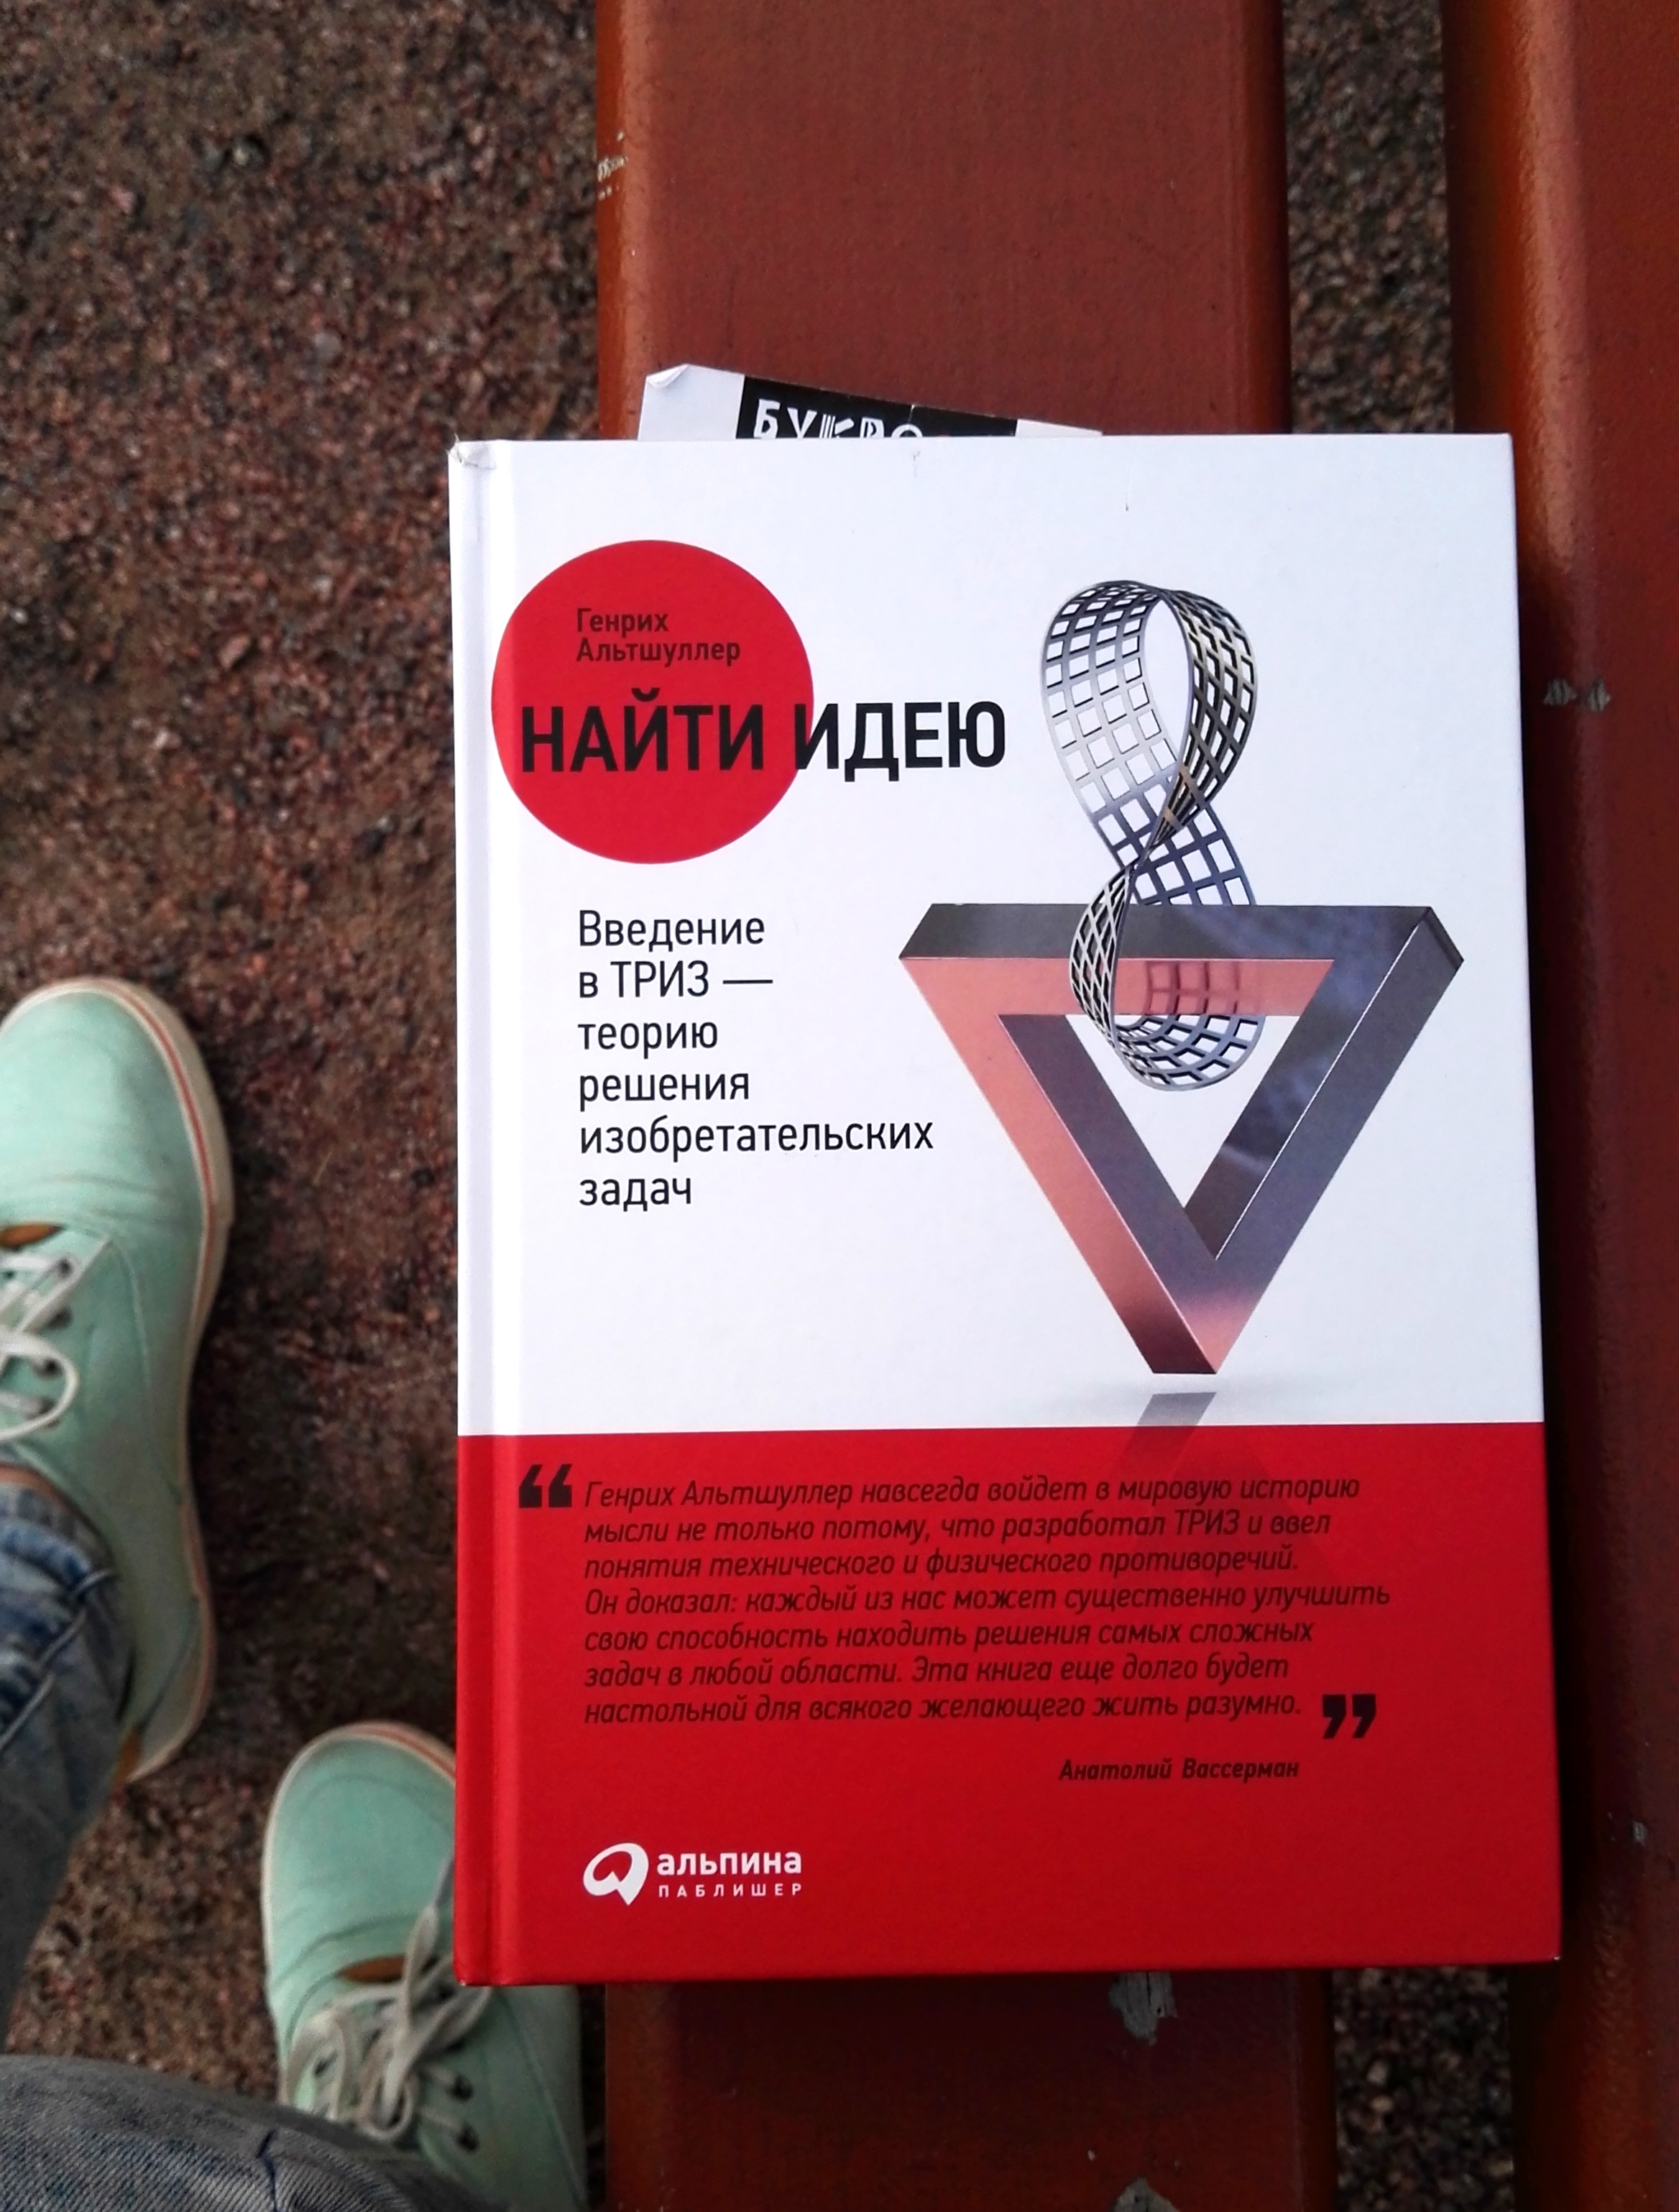 Генрих
Альтшуллер
НАЙТИ ИДЕЮ
Введение
в ТРИЗ —
теорию
решения
изобретательских
задач
“ Генрих Альтшуллер навсегда войдет в мировую историю
мысли не только потому, что разработал ТРИЗ и ввел
понятия технического и физического противоречий.
Он доказал: каждый из нас может существенно улучшить
свою способность находить решения самых сложных
задач в любой области. Эта книга еще долго будет
настольной для всякого желающего жить разумно. ”
Анатолий Вассерман
альпина
ПАБЛИШЕР